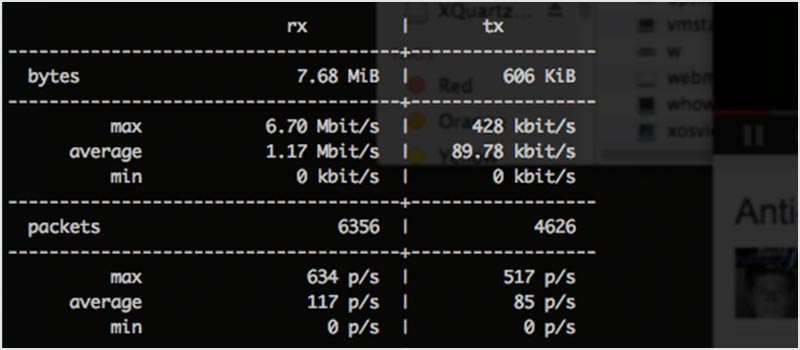 rx | tx
bytes 7.68 MiB | 606 KiB
max 6.70 Mbit/s | 428 kbit/s
average 1.17 Mbit/s | 89.78 kbit/s
min 0 kbit/s | 0 kbit/s
packets 6356 | 4626
max 634 p/s | 517 p/s
average 117 p/s | 85 p/s
min 0 p/s | 0 p/s
XQuartz...
Red
vmsta
w
webm
whow
xosvie
Anti-